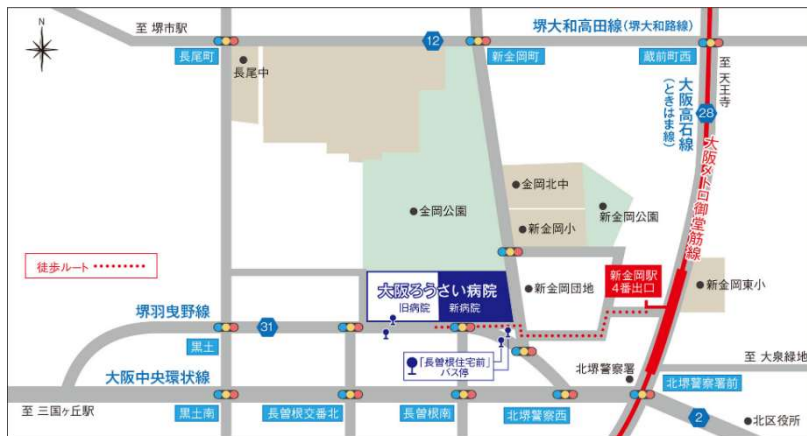 N
至 堺市駅
長尾町
長尾中
12
新金岡町
堺大和高田線(堺大和路線)
蔵前町西
至 天王寺
28
大阪高石線
(ときはま線)
大阪メトロ御堂筋線
金岡公園
金岡北中
新金岡小
新金岡公園
徒歩ルート
大阪ろうさい病院
旧病院 新病院
新金岡団地
新金岡駅
4番出口
新金岡東小
堺羽曳野線
31
黒土
「長曽根住宅前」
バス停
北堺警察署
至 大泉緑地
大阪中央環状線
至 三国ヶ丘駅
黒土南
長曽根交番北
長曽根南
北堺警察西
北堺警察署前
2
北区役所